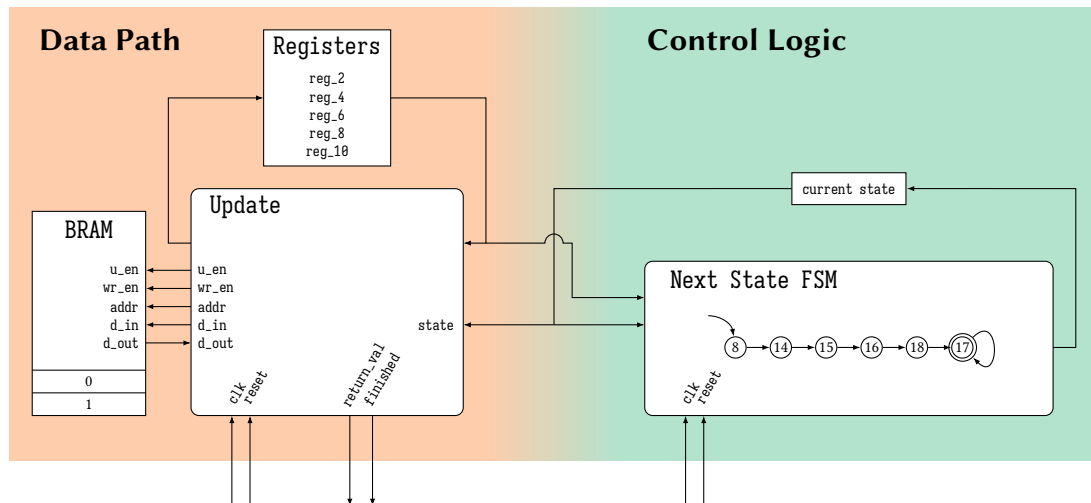 Data Path
Control Logic
Registers
reg_2
reg_4
reg_6
reg_8
reg_10
current state
Update
BRAM
u_en
wr_en
addr
d_in
d_out
0
1
u_en
wr_en
addr
d_in
d_out
state
clk
reset
return_val
finished
Next State FSM
8
14
15
16
18
17
clk
reset